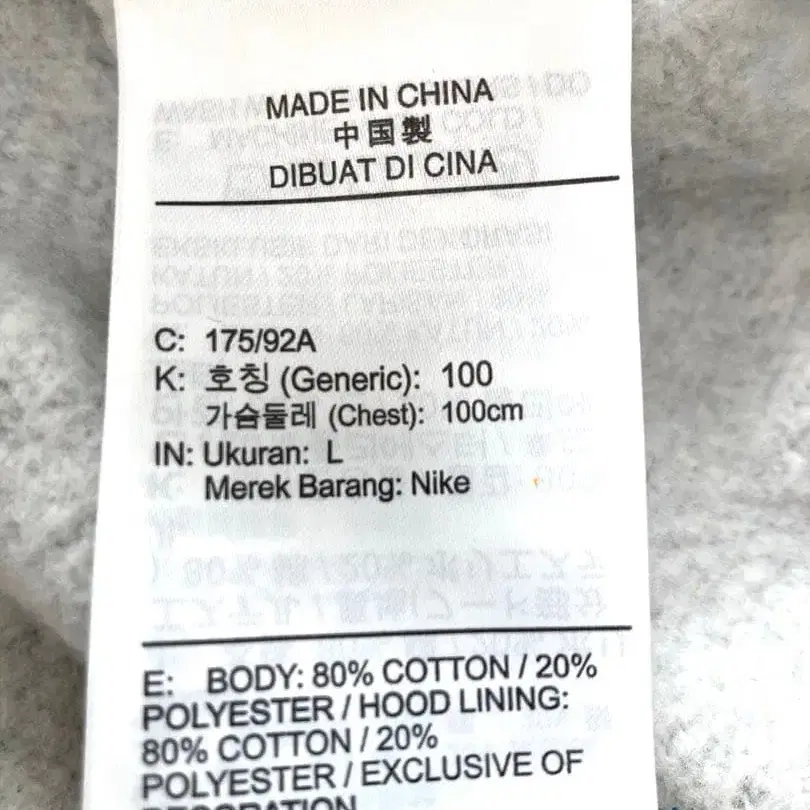 MADE IN CHINA
中国製
DIBUAT DI CINA
C: 175/92A
K: 호칭 (Generic): 100
가슴둘레 (Chest): 100cm
IN: Ukuran: L
Merek Barang: Nike
E: BODY: 80% COTTON / 20%
POLYESTER / HOOD LINING:
80% COTTON / 20%
POLYESTER / EXCLUSIVE OF
DECORATION